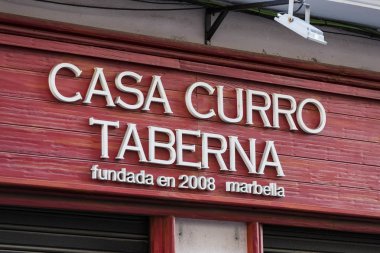 CASA CURRO
TABERNA
fundada en 2008 marbella